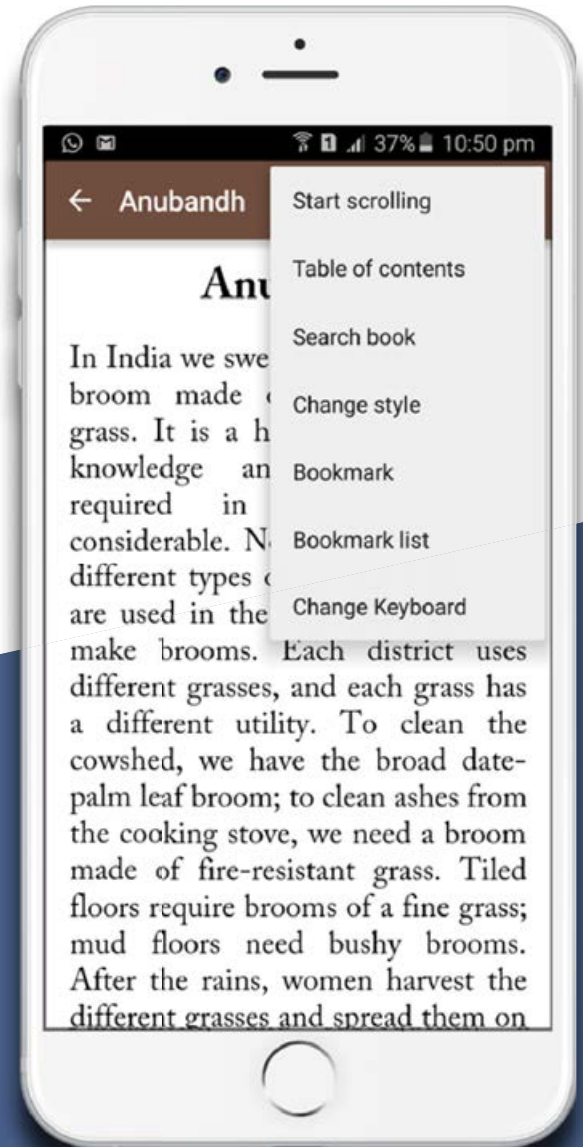 37% 10:50 pm
Anubandh
Start scrolling
Table of contents
Search book
Change style
Bookmark
Bookmark list
Change Keyboard
In India we
broom made
grass. It is a
knowledge
required in
considerable.
different types
are used in the
make brooms. Each district uses
different grasses, and each grass has
a different utility. To clean the
cowshed, we have the broad date-
palm leaf broom; to clean ashes from
the cooking stove, we need a broom
made of fire-resistant grass. Tiled
floors require brooms of a fine grass;
mud floors need bushy brooms.
After the rains, women harvest the
different grasses and spread them on